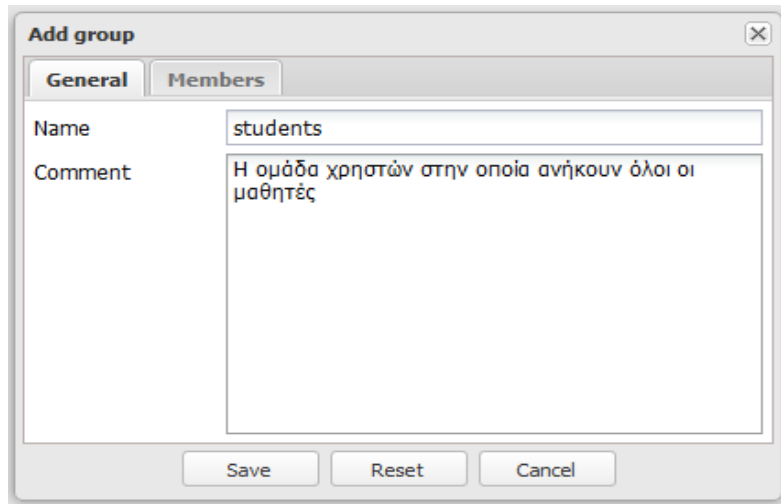 Add group
General Members
Name students
Comment Η ομάδα χρηστών στην οποία ανήκουν όλοι οι
μαθητές
Save Reset Cancel